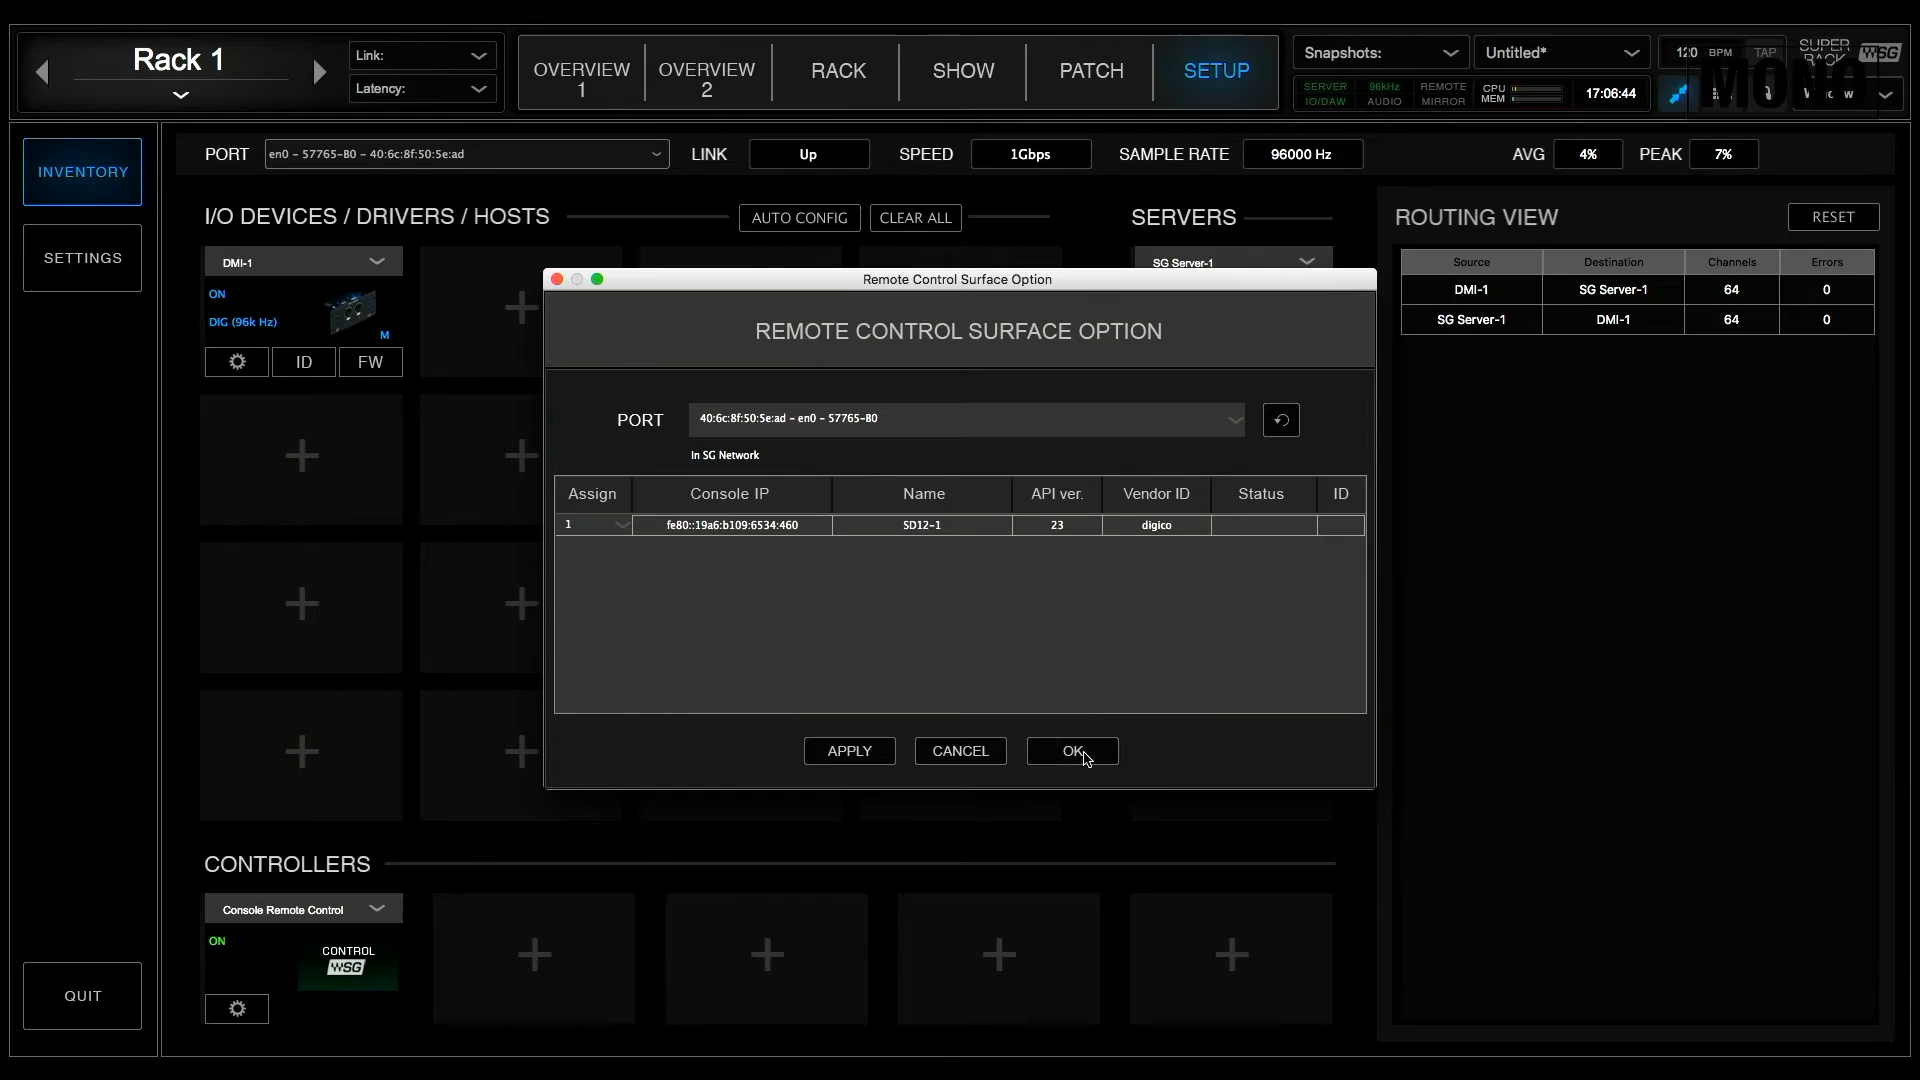 Rack 1
Link:
Latency:
OVERVIEW 1
OVERVIEW 2
RACK
SHOW
PATCH
SETUP
Snapshots:
Untitled*
120 BPM TAP
SUPER RACK
SG
MONO
SERVER IO/DAW
96kHz AUDIO
REMOTE MIRROR
CPU MEM
17:06:44
INVENTORY
SETTINGS
QUIT
PORT en0 - 57765-B0 - 40:6c:8f:50:5e:ad LINK Up SPEED 1Gbps SAMPLE RATE 96000 Hz AVG 4% PEAK 7%
I/O DEVICES / DRIVERS / HOSTS
AUTO CONFIG
CLEAR ALL
SERVERS
DMI-1
ON
DIG (96k Hz)
M
ID
FW
SG Server-1
ROUTING VIEW
RESET
Source Destination Channels Errors
DMI-1 SG Server-1 64 0
SG Server-1 DMI-1 64 0
Remote Control Surface Option
REMOTE CONTROL SURFACE OPTION
PORT 40:6c:8f:50:5e:ad - en0 - 57765-B0
In SG Network
Assign Console IP Name API ver. Vendor ID Status ID
1 fe80::19a6:b109:6534:460 SD12-1 23 digico
APPLY
CANCEL
OK
CONTROLLERS
Console Remote Control
ON
CONTROL
SG